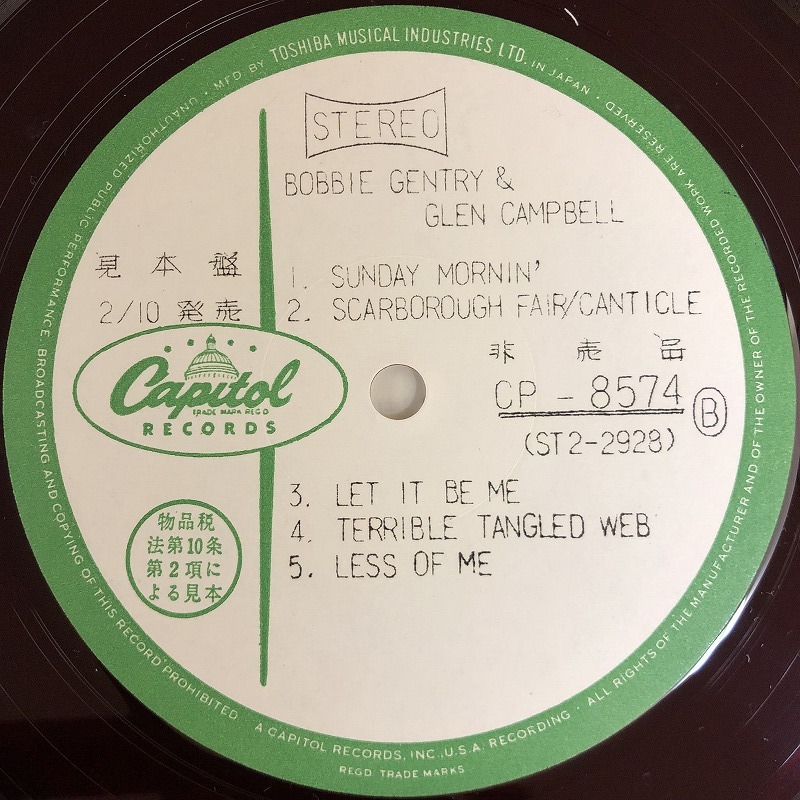 STEREO
BOBBIE GENTRY &
GLEN CAMPBELL
見本盤
2/10 発売
1. SUNDAY MORNIN'
2. SCARBOROUGH FAIR/CANTICLE
非売品
CP-8574 B
(ST2-2928)
Capitol
TRADE MARK REG'D
RECORDS
3. LET IT BE ME
4. TERRIBLE TANGLED WEB
5. LESS OF ME
物品税
法第10条
第2項に
よる見本
MFD. BY TOSHIBA MUSICAL INDUSTRIES LTD. IN JAPAN · ALL RIGHTS OF THE MANUFACTURER AND OF THE OWNER OF THE RECORDED WORK ARE RESERVED
UNAUTHORIZED PUBLIC PERFORMANCE, BROADCASTING AND COPYING OF THIS RECORD PROHIBITED
A CAPITOL RECORDS, INC., U.S.A. RECORDING ·
REGD. TRADE MARKS